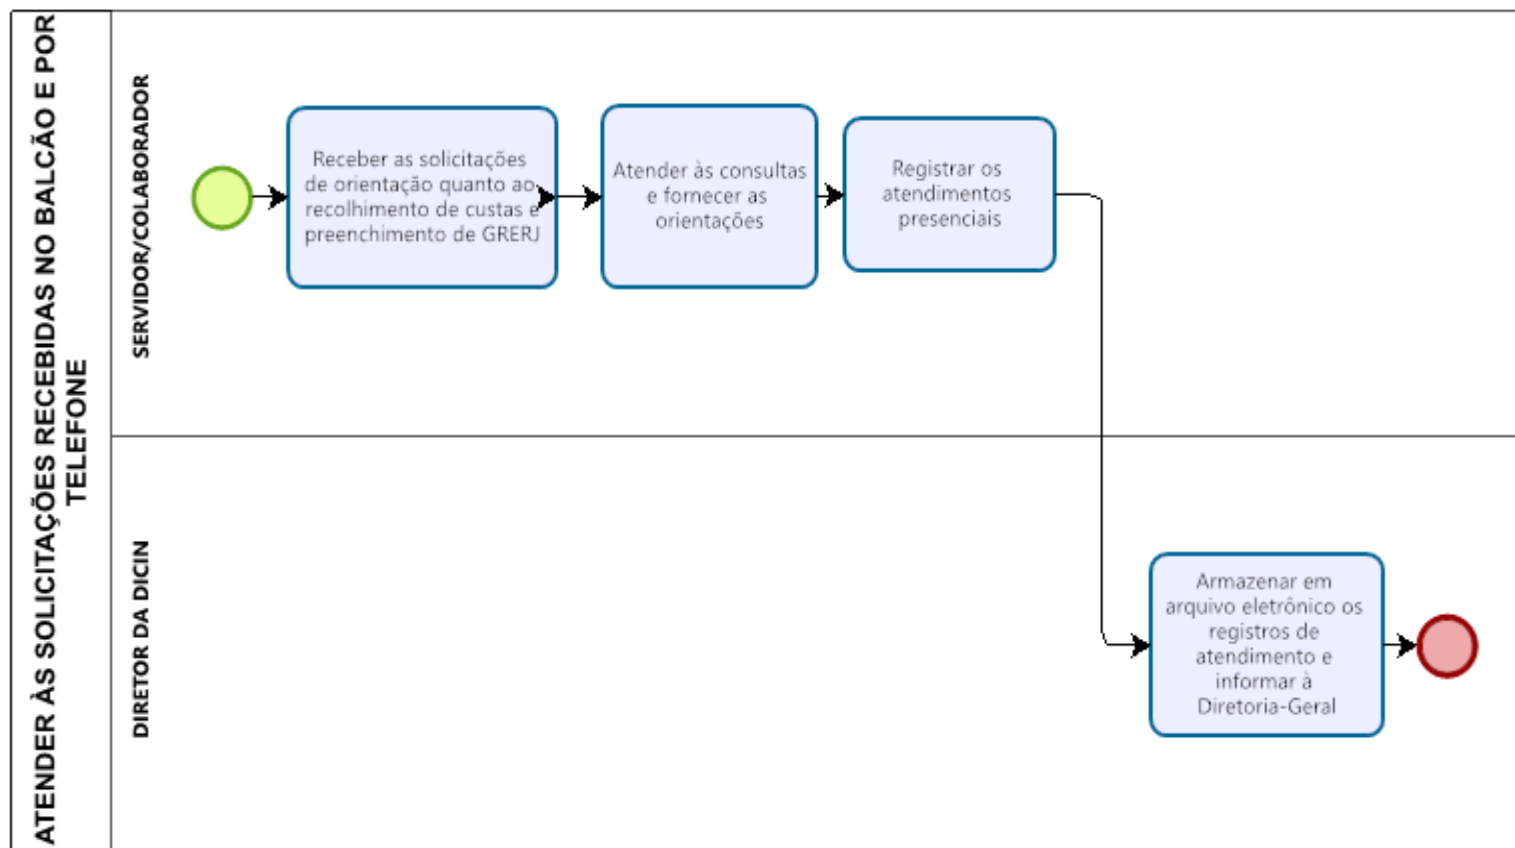 ATENDER ÀS SOLICITAÇÕES RECEBIDAS NO BALCÃO E POR
TELEFONE
SERVIDOR/COLABORADOR
Receber as solicitações
de orientação quanto ao
recolhimento de custas e
preenchimento de GRERJ
Atender às consultas
e fornecer as
orientações
Registrar os
atendimentos
presenciais
DIRETOR DA DICIN
Armazenar em
arquivo eletrônico os
registros de
atendimento e
informar à
Diretoria-Geral